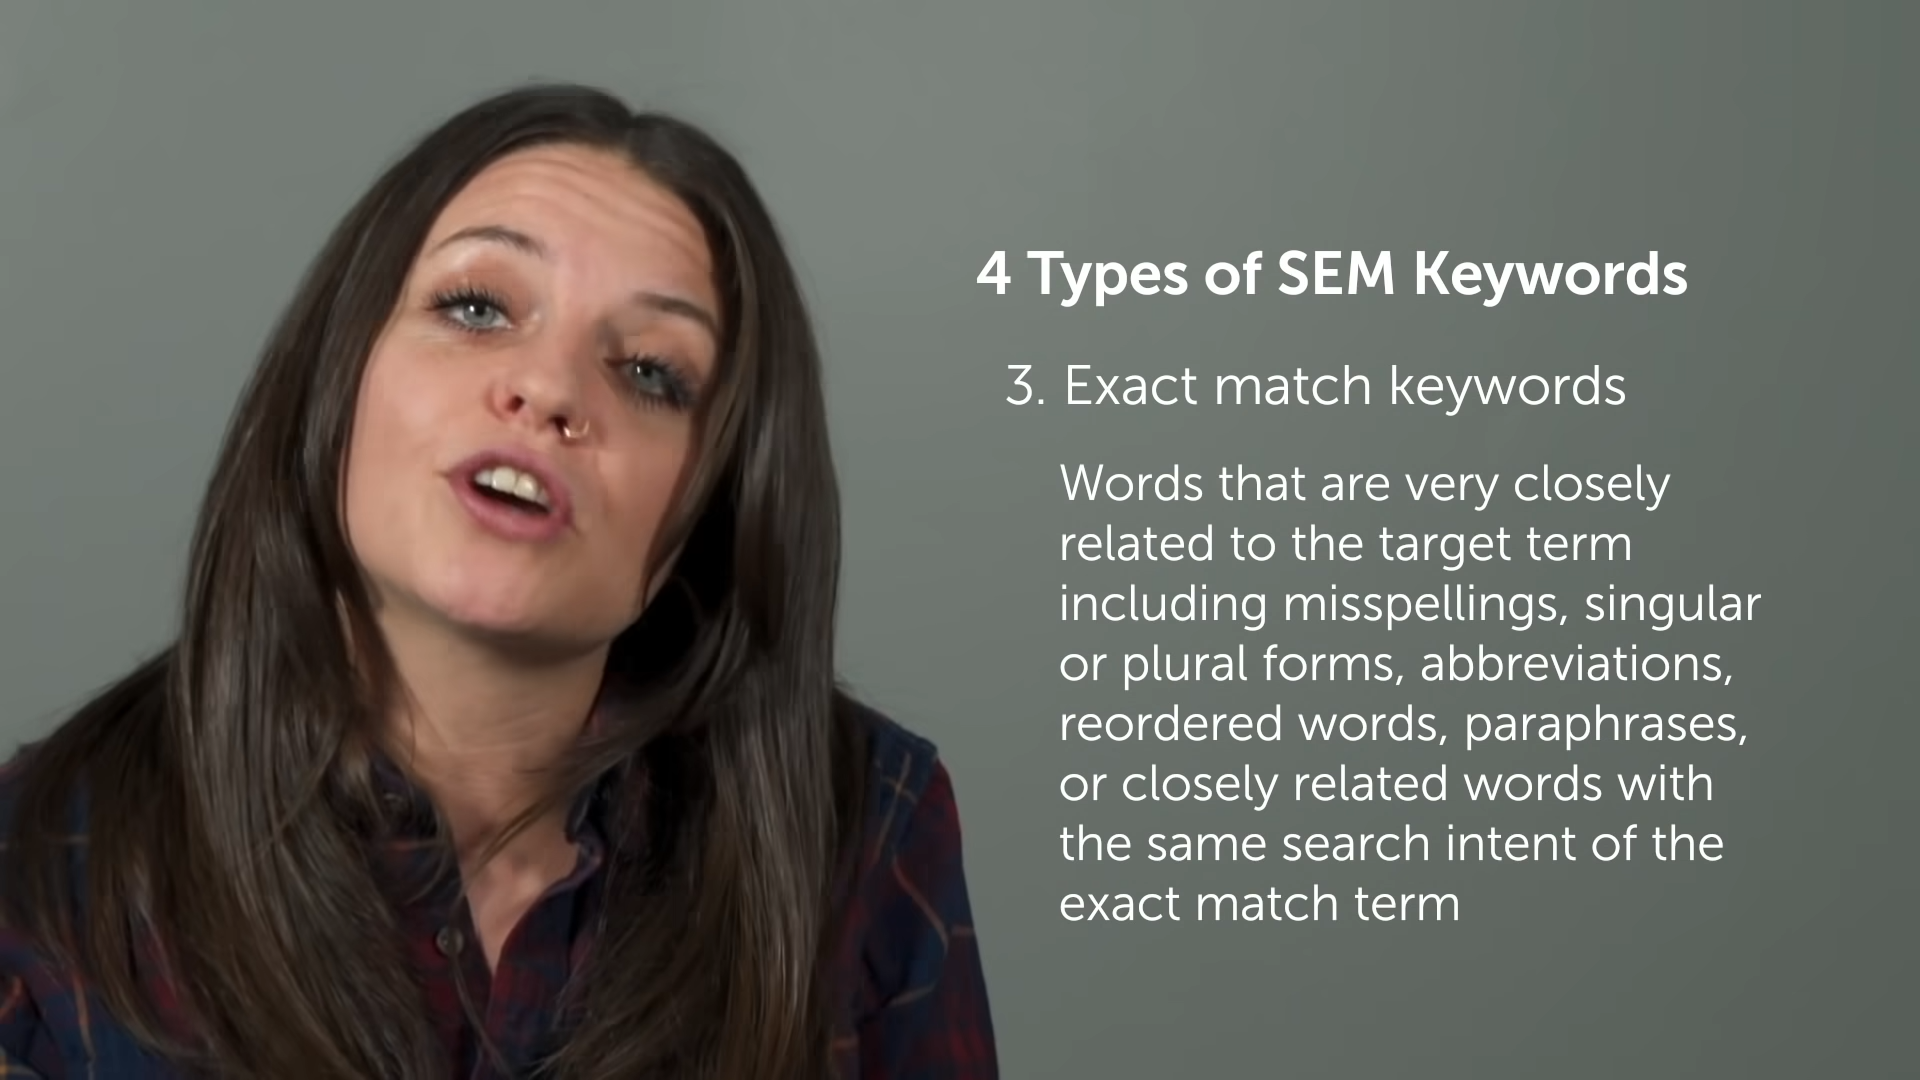 4 Types of SEM Keywords
3. Exact match keywords
Words that are very closely
related to the target term
including misspellings, singular
or plural forms, abbreviations,
reordered words, paraphrases,
or closely related words with
the same search intent of the
exact match term